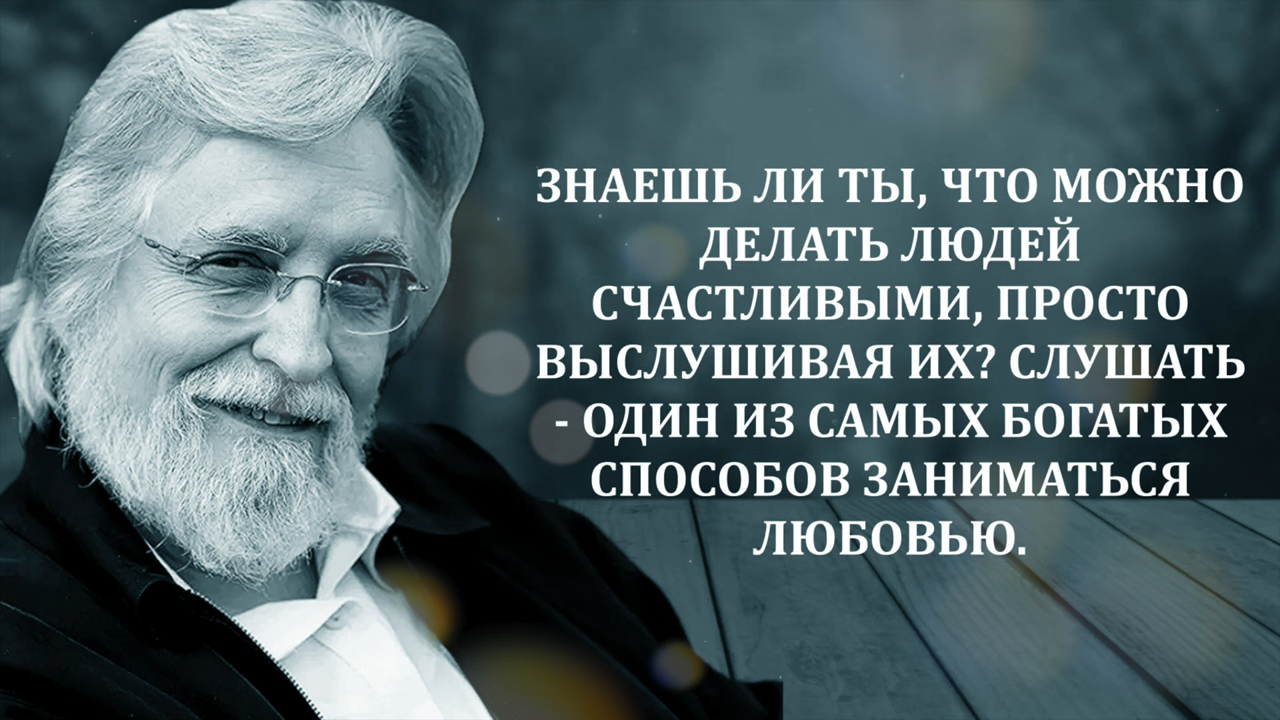 ЗНАЕШЬ ЛИ ТЫ, ЧТО МОЖНО
ДЕЛАТЬ ЛЮДЕЙ
СЧАСТЛИВЫМИ, ПРОСТО
ВЫСЛУШИВАЯ ИХ? СЛУШАТЬ
- ОДИН ИЗ САМЫХ БОГАТЫХ
СПОСОБОВ ЗАНИМАТЬСЯ
ЛЮБОВЬЮ.